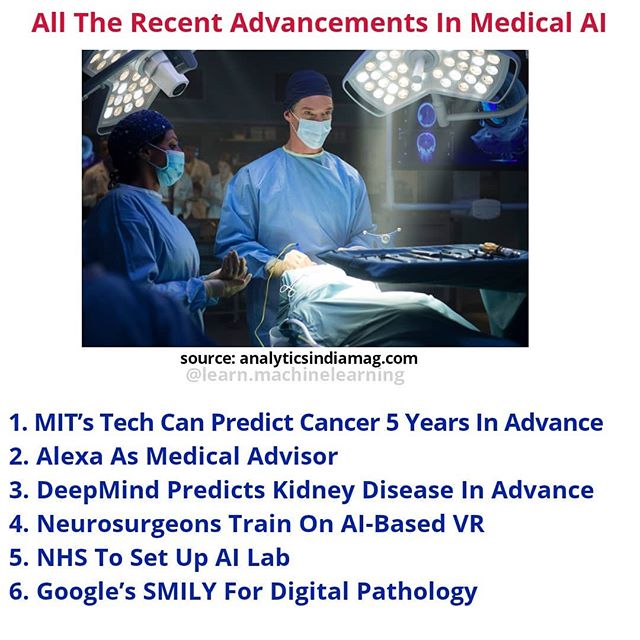 All The Recent Advancements In Medical AI
source: analyticsindiamag.com
@learn.machinelearning
1. MIT’s Tech Can Predict Cancer 5 Years In Advance
2. Alexa As Medical Advisor
3. DeepMind Predicts Kidney Disease In Advance
4. Neurosurgeons Train On AI-Based VR
5. NHS To Set Up AI Lab
6. Google’s SMILY For Digital Pathology